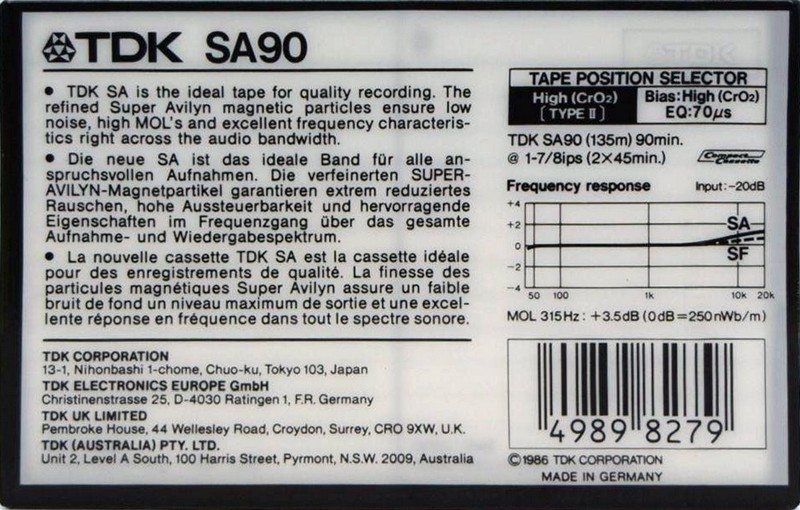 TDK SA90
● TDK SA is the ideal tape for quality recording. The
refined Super Avilyn magnetic particles ensure low
noise, high MOL's and excellent frequency characteris-
tics right across the audio bandwidth.
● Die neue SA ist das ideale Band für alle an-
spruchsvollen Aufnahmen. Die verfeinerten SUPER-
AVILYN-Magnetpartikel garantieren extrem reduziertes
Rauschen, hohe Aussteuerbarkeit und hervorragende
Eigenschaften im Frequenzgang über das gesamte
Aufnahme- und Wiedergabespektrum.
● La nouvelle cassette TDK SA est la cassette idéale
pour des enregistrements de qualité. La finesse des
particules magnétiques Super Avilyn assure un faible
bruit de fond un niveau maximum de sortie et une excel-
lente réponse en fréquence dans tout le spectre sonore.
TDK CORPORATION
13-1, Nihonbashi 1-chome, Chuo-ku, Tokyo 103, Japan
TDK ELECTRONICS EUROPE GmbH
Christinenstrasse 25, D-4030 Ratingen 1, F.R. Germany
TDK UK LIMITED
Pembroke House, 44 Wellesley Road, Croydon, Surrey, CRO 9XW, U.K.
TDK (AUSTRALIA) PTY. LTD.
Unit 2, Level A South, 100 Harris Street, Pyrmont, N.S.W. 2009, Australia
TAPE POSITION SELECTOR
High (CrO2) Bias:High (CrO2)
[TYPE II] EQ:70µs
TDK SA90 (135m) 90min.
@ 1-7/8ips (2×45min.) Compact Cassette
Frequency response Input:-20dB
+4
+2 SA
0
-2 SF
-4
50 100 1k 10k 20k
MOL 315Hz: +3.5dB (0dB=250nWb/m)
4989 8279
©1986 TDK CORPORATION
MADE IN GERMANY